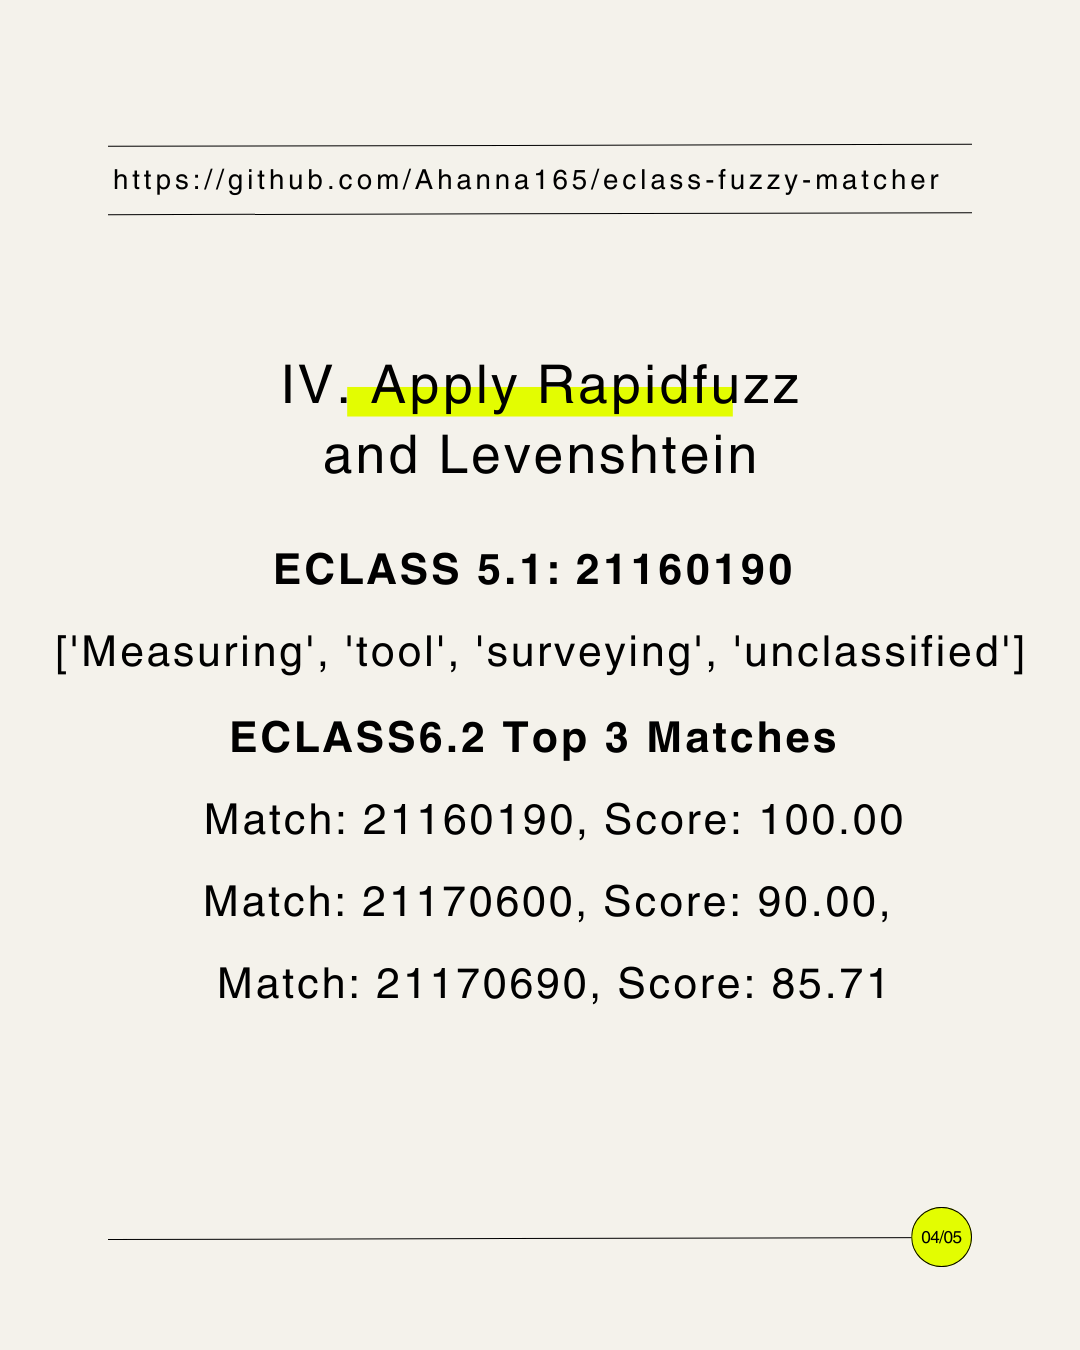 https://github.com/Ahanna165/eclass-fuzzy-matcher
IV. Apply Rapidfuzz
and Levenshtein
ECLASS 5.1: 21160190
['Measuring', 'tool', 'surveying', 'unclassified']
ECLASS6.2 Top 3 Matches
Match: 21160190, Score: 100.00
Match: 21170600, Score: 90.00,
Match: 21170690, Score: 85.71
04/05